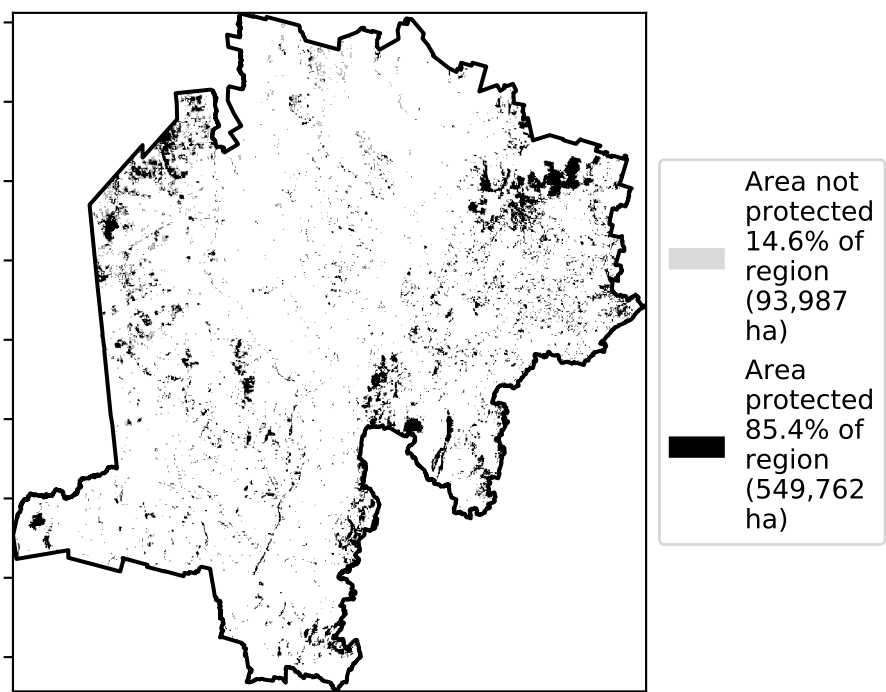 Area not
protected
14.6% of
region
(93,987
ha)
Area
protected
85.4% of
region
(549,762
ha)